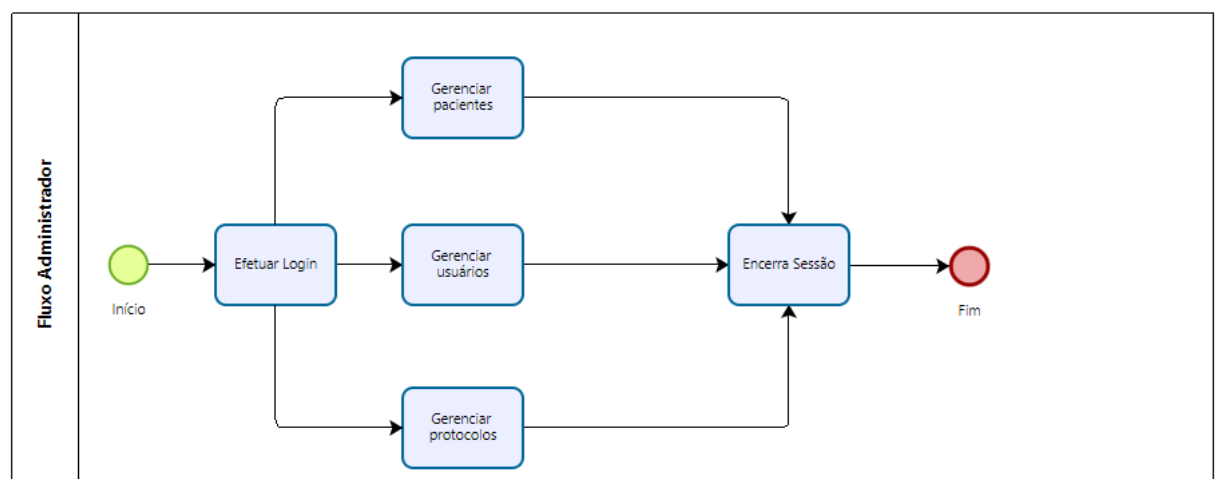 Fluxo Administrador
Início
Efetuar Login
Gerenciar
pacientes
Gerenciar
usuários
Gerenciar
protocolos
Encerra Sessão
Fim